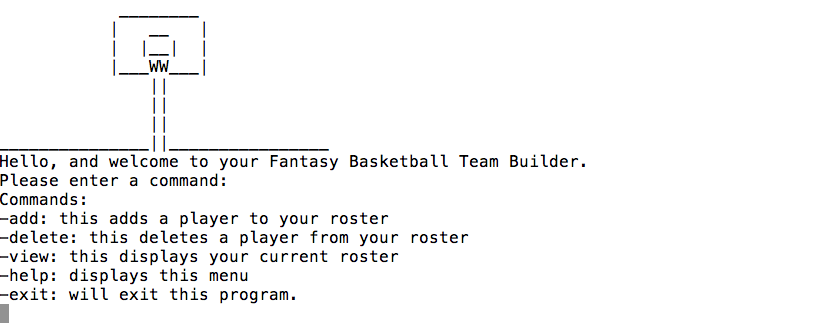 WW
Hello, and welcome to your Fantasy Basketball Team Builder.
Please enter a command:
Commands:
-add: this adds a player to your roster
-delete: this deletes a player from your roster
-view: this displays your current roster
-help: displays this menu
-exit: will exit this program.